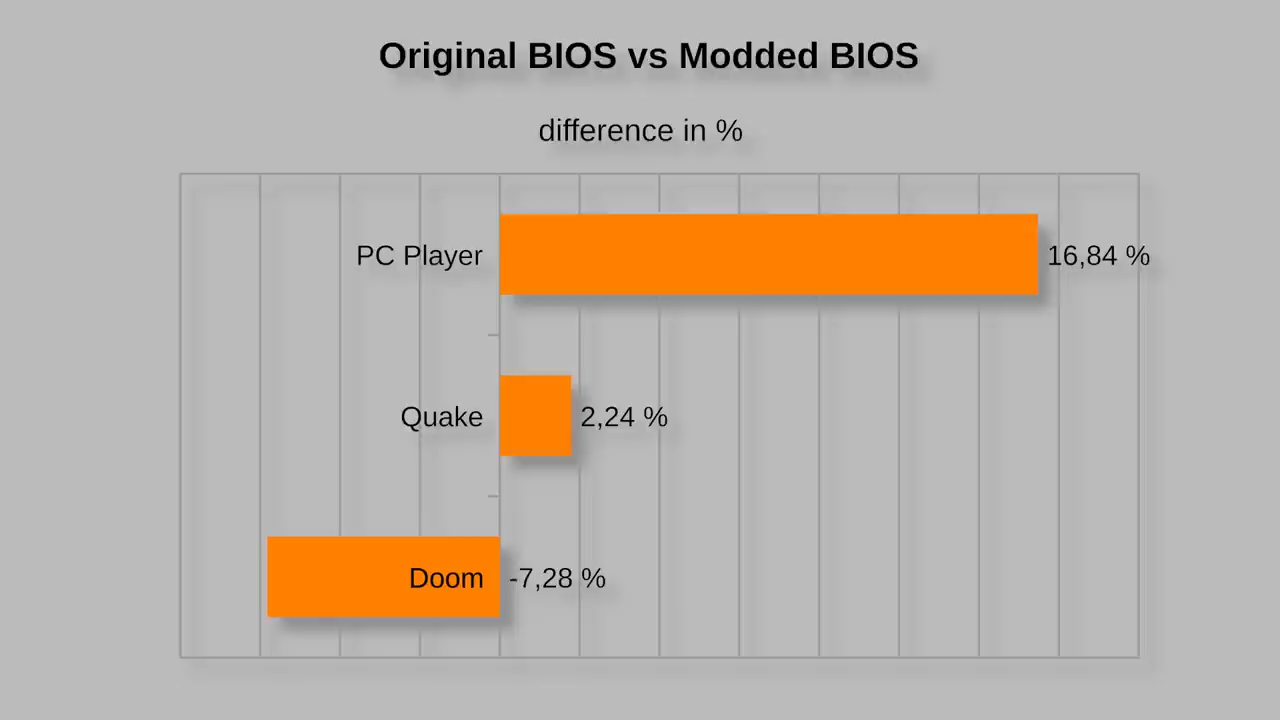 Original BIOS vs Modded BIOS
difference in %
PC Player 16,84 %
Quake 2,24 %
Doom -7,28 %